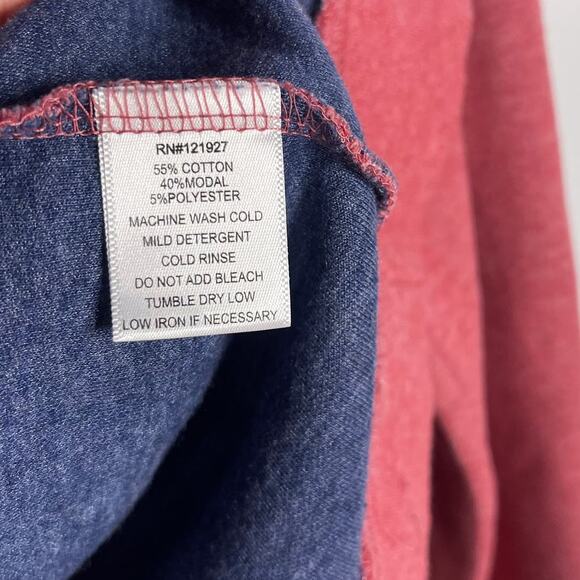 RN#121927
55% COTTON
40%MODAL
5%POLYESTER
MACHINE WASH COLD
MILD DETERGENT
COLD RINSE
DO NOT ADD BLEACH
TUMBLE DRY LOW
LOW IRON IF NECESSARY